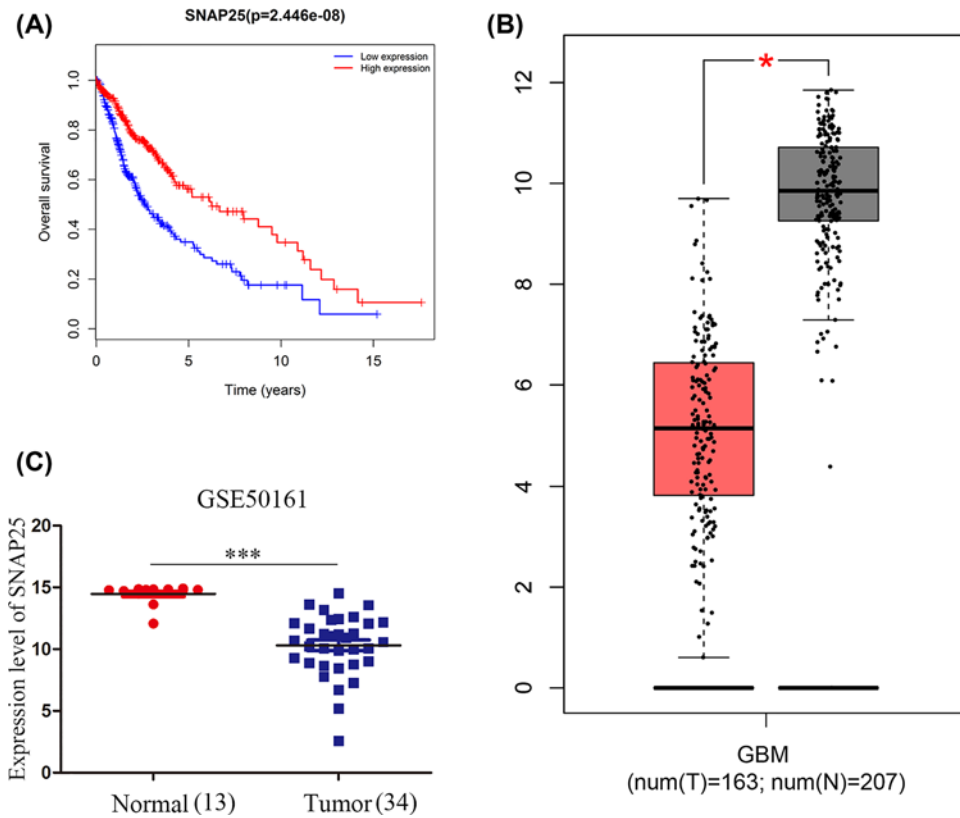 (A)
SNAP25(p=2.446e-08)
Low expression
High expression
Overall survival
1.0
0.8
0.6
0.4
0.2
0.0
0 5 10 15
Time (years)
(B)
*
12
10
8
6
4
2
0
GBM
(num(T)=163; num(N)=207)
(C)
GSE50161
Expression level of SNAP25
***
20
15
10
5
0
Normal (13) Tumor (34)